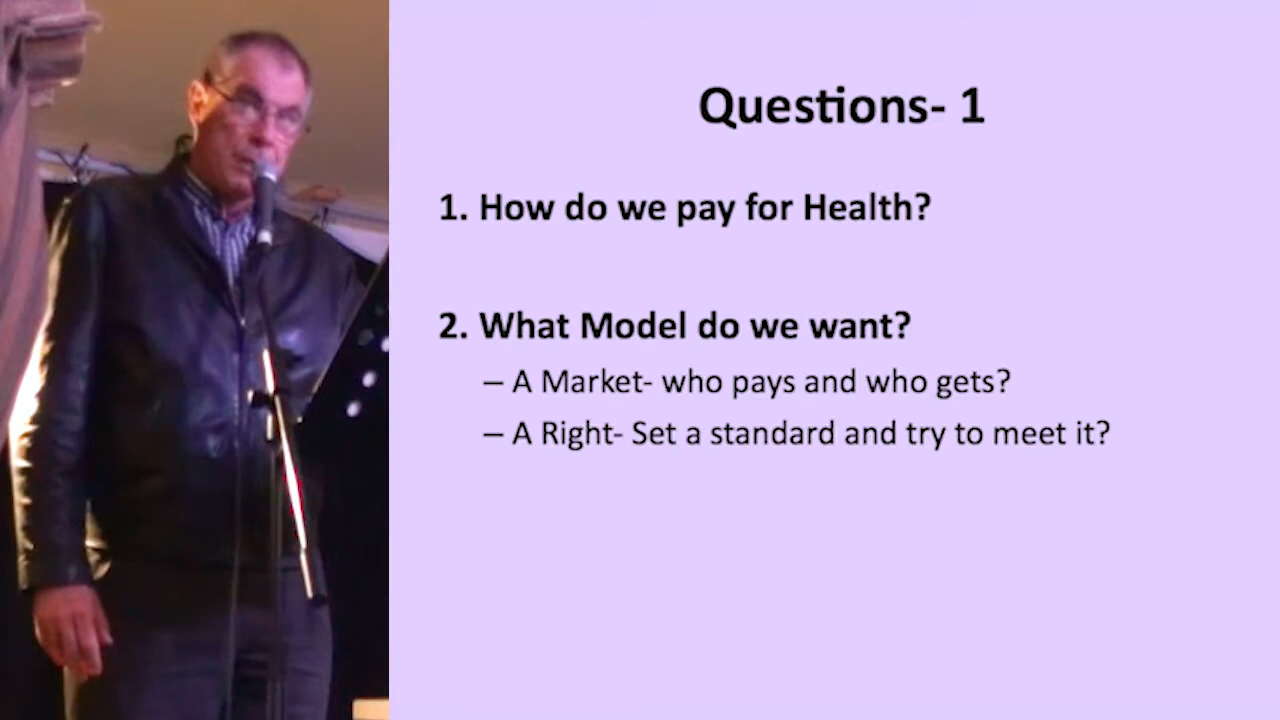 Questions- 1
1. How do we pay for Health?
2. What Model do we want?
– A Market- who pays and who gets?
– A Right- Set a standard and try to meet it?